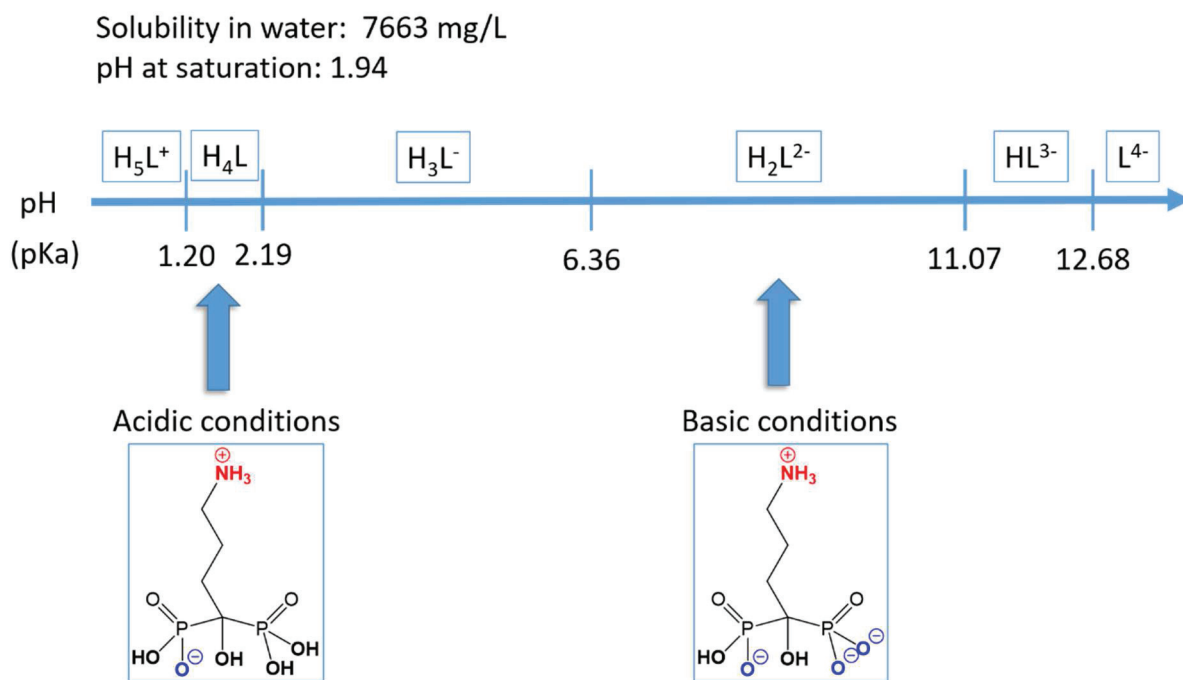 Solubility in water: 7663 mg/L
pH at saturation: 1.94
H₅L⁺ H₄L H₃L⁻ H₂L²⁻ HL³⁻ L⁴⁻
pH
(pKa) 1.20 2.19 6.36 11.07 12.68
Acidic conditions Basic conditions
⊕ ⊕
NH₃ NH₃
O O O O
P P P P
HO O⊖ OH OH OH HO O⊖ OH O⊖ O⊖